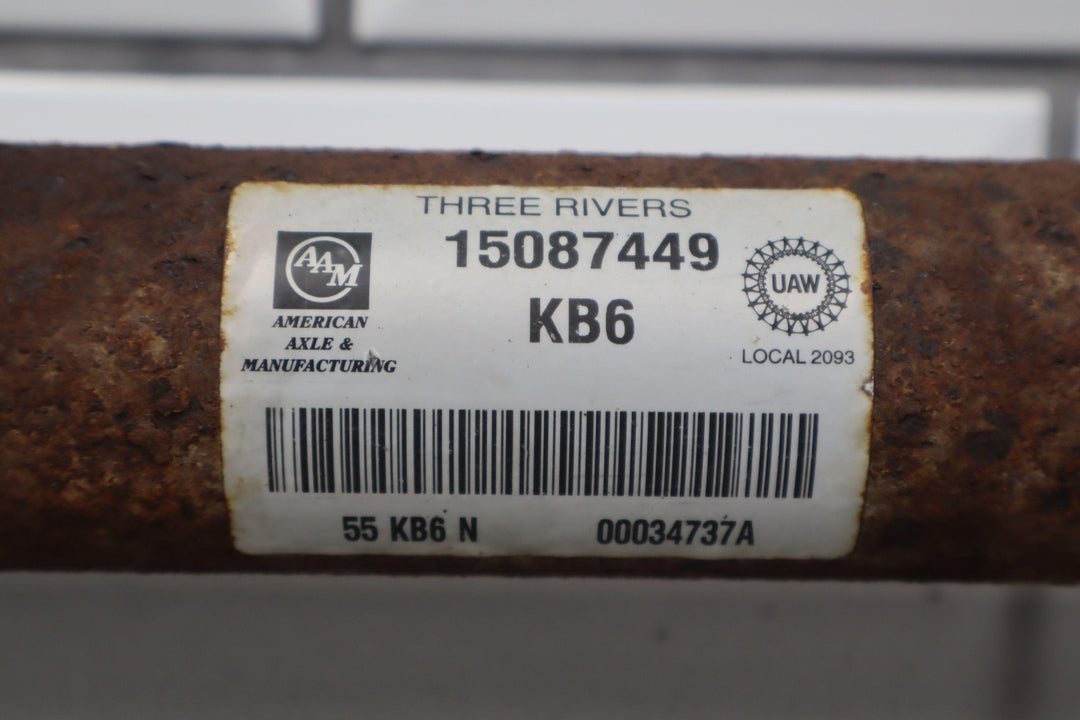 THREE RIVERS
15087449
KB6
AAM
AMERICAN
AXLE &
MANUFACTURING
UAW
LOCAL 2093
55 KB6 N
00034737A